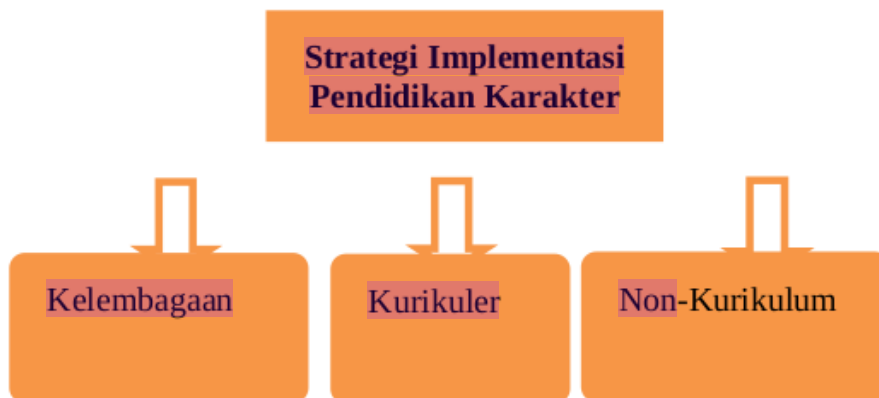 Strategi Implementasi
Pendidikan Karakter
Kelembagaan
Kurikuler
Non-Kurikulum